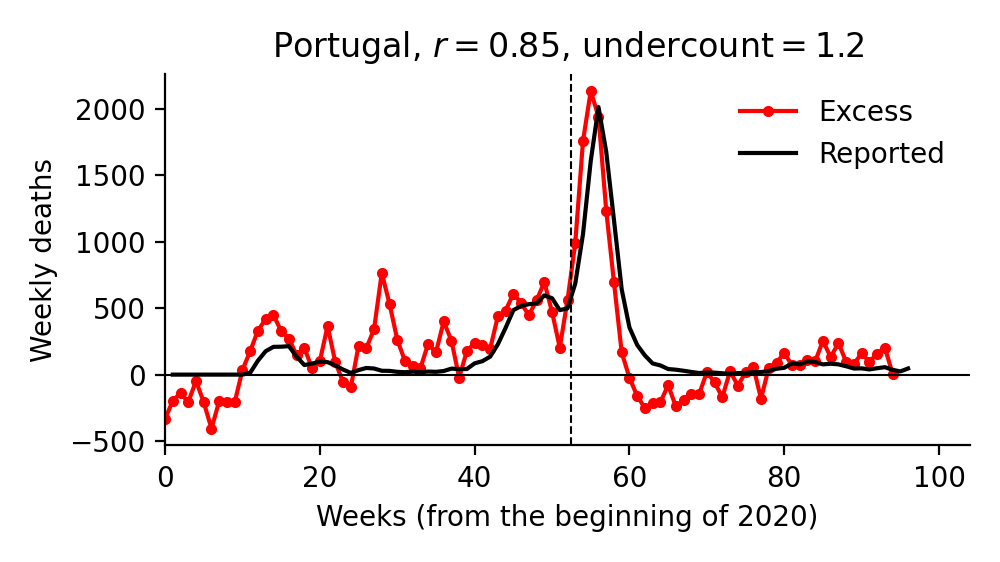 Portugal, r = 0.85, undercount = 1.2
Excess
Reported
Weekly deaths
2000
1500
1000
500
0
−500
0 20 40 60 80 100
Weeks (from the beginning of 2020)